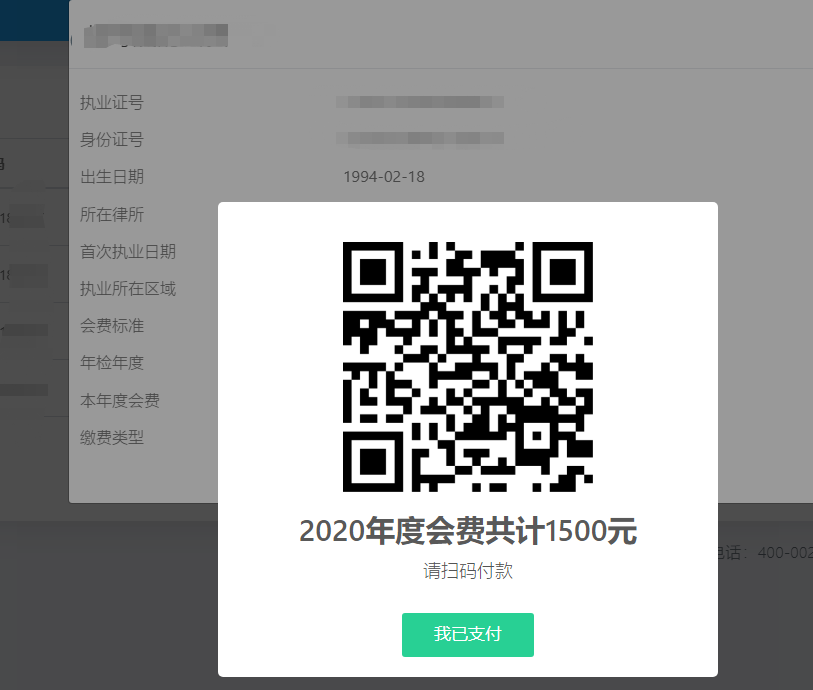 执业证号
身份证号
出生日期 1994-02-18
所在律所
首次执业日期
执业所在区域
会费标准
年检年度
本年度会费
缴费类型
2020年度会费共计1500元
电话：400-002
请扫码付款
我已支付